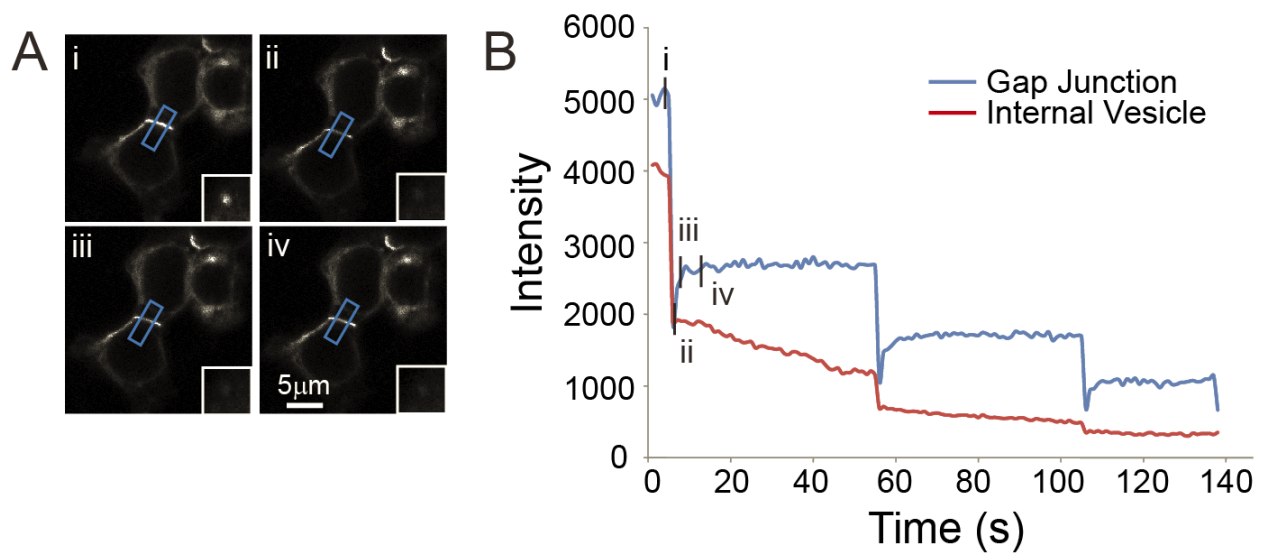 A
i
ii
iii
iv
5μm
B
Intensity
6000
5000
4000
3000
2000
1000
0
i
ii
iii
iv
Gap Junction
Internal Vesicle
0 20 40 60 80 100 120 140
Time (s)